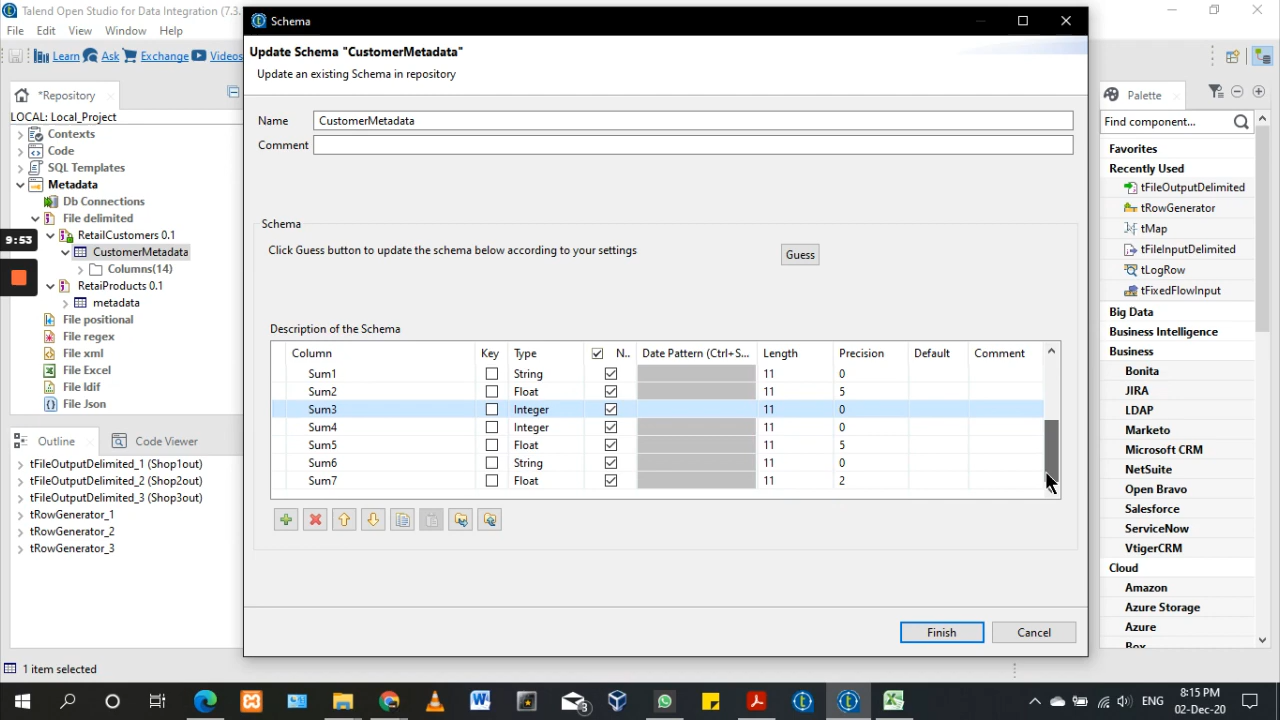 Talend Open Studio for Data Integration (7.3.
Schema
File Edit View Window Help
Learn Ask Exchange Videos
Update Schema "CustomerMetadata"
Update an existing Schema in repository
*Repository
LOCAL: Local_Project
Contexts
Code
SQL Templates
Metadata
Db Connections
File delimited
RetailCustomers 0.1
9:53
CustomerMetadata
Columns(14)
RetaiProducts 0.1
metadata
File positional
File regex
File xml
File Excel
File ldif
File Json
Outline Code Viewer
tFileOutputDelimited_1 (Shop1out)
tFileOutputDelimited_2 (Shop2out)
tFileOutputDelimited_3 (Shop3out)
tRowGenerator_1
tRowGenerator_2
tRowGenerator_3
1 item selected
Name CustomerMetadata
Comment
Schema
Click Guess button to update the schema below according to your settings Guess
Description of the Schema
Column Key Type N.. Date Pattern (Ctrl+S... Length Precision Default Comment
Sum1 String 11 0
Sum2 Float 11 5
Sum3 Integer 11 0
Sum4 Integer 11 0
Sum5 Float 11 5
Sum6 String 11 0
Sum7 Float 11 2
Finish Cancel
Palette
Find component...
Favorites
Recently Used
tFileOutputDelimited
tRowGenerator
tMap
tFileInputDelimited
tLogRow
tFixedFlowInput
Big Data
Business Intelligence
Business
Bonita
JIRA
LDAP
Marketo
Microsoft CRM
NetSuite
Open Bravo
Salesforce
ServiceNow
VtigerCRM
Cloud
Amazon
Azure Storage
Azure
Box
3
ENG
8:15 PM
02-Dec-20